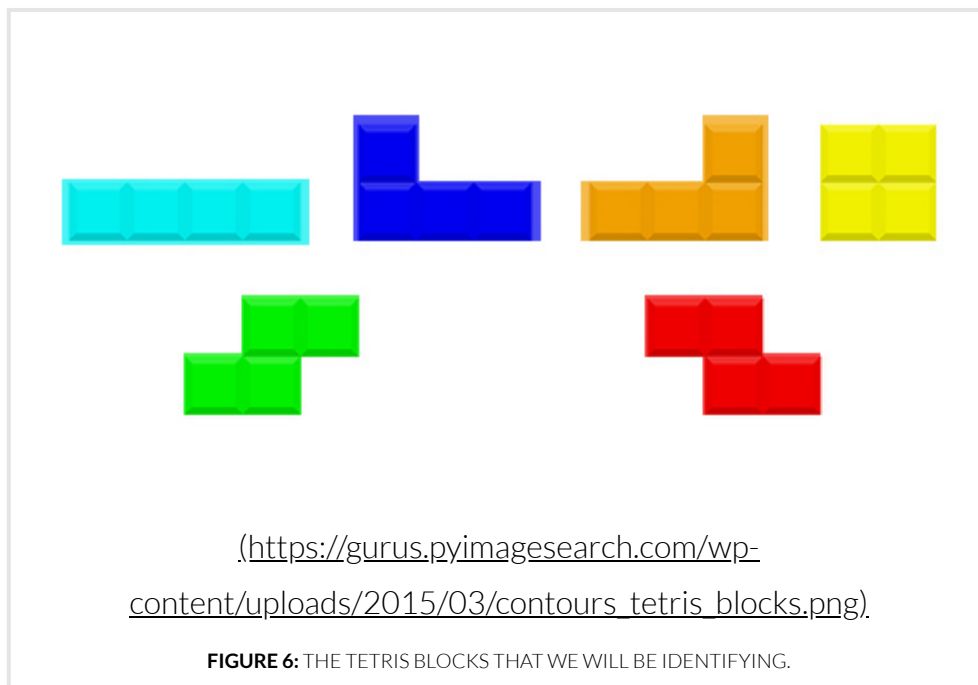 (https://gurus.pyimagesearch.com/wp-
content/uploads/2015/03/contours_tetris_blocks.png)
FIGURE 6: THE TETRIS BLOCKS THAT WE WILL BE IDENTIFYING.